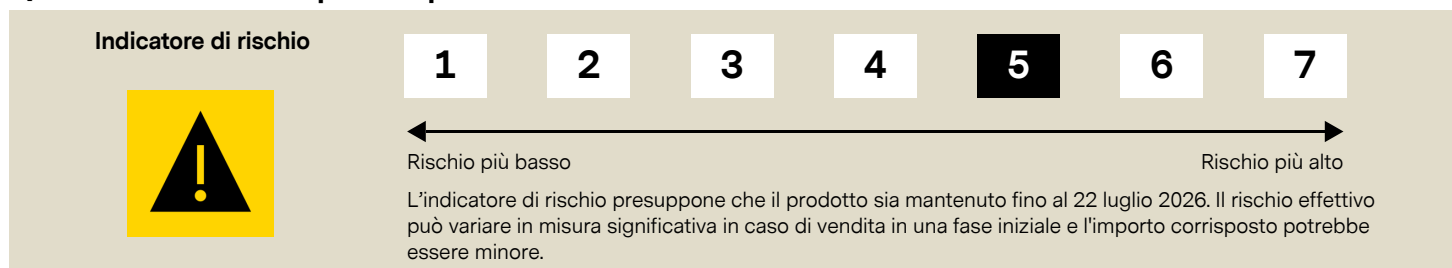 Indicatore di rischio
1 2 3 4 5 6 7
Rischio più basso Rischio più alto
L'indicatore di rischio presuppone che il prodotto sia mantenuto fino al 22 luglio 2026. Il rischio effettivo
può variare in misura significativa in caso di vendita in una fase iniziale e l'importo corrisposto potrebbe
essere minore.